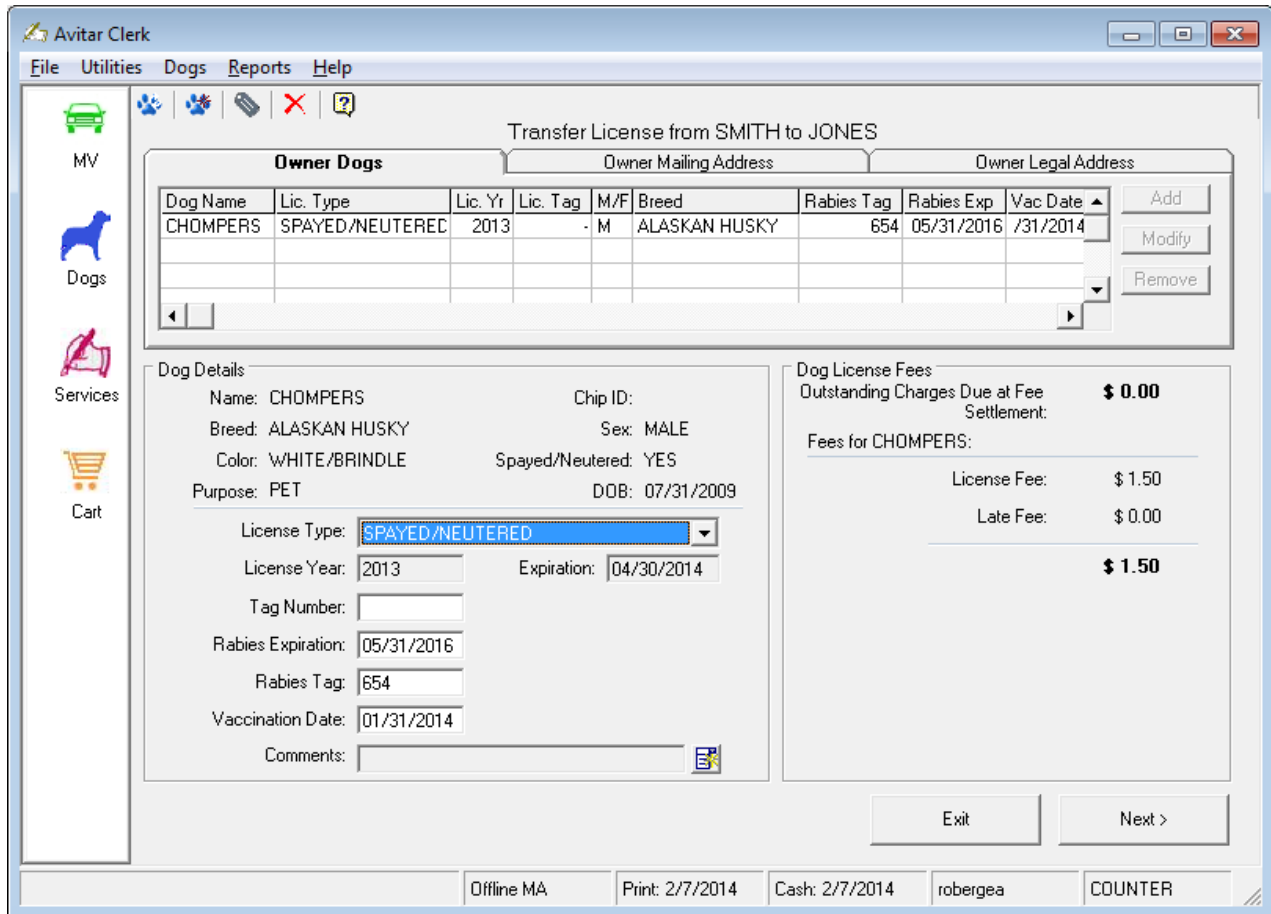 Avitar Clerk
File Utilities Dogs Reports Help
Transfer License from SMITH to JONES
MV
Dogs
Services
Cart
Owner Dogs Owner Mailing Address Owner Legal Address
Dog Name Lic. Type Lic. Yr Lic. Tag M/F Breed Rabies Tag Rabies Exp Vac Date
CHOMPERS SPAYED/NEUTERED 2013 - M ALASKAN HUSKY 654 05/31/2016 /31/2014
Add
Modify
Remove
Dog Details
Name: CHOMPERS Chip ID:
Breed: ALASKAN HUSKY Sex: MALE
Color: WHITE/BRINDLE Spayed/Neutered: YES
Purpose: PET DOB: 07/31/2009
License Type: SPAYED/NEUTERED
License Year: 2013 Expiration: 04/30/2014
Tag Number:
Rabies Expiration: 05/31/2016
Rabies Tag: 654
Vaccination Date: 01/31/2014
Comments:
Dog License Fees
Outstanding Charges Due at Fee $ 0.00
Settlement:
Fees for CHOMPERS:
License Fee: $ 1.50
Late Fee: $ 0.00
$ 1.50
Exit Next >
Offline MA Print: 2/7/2014 Cash: 2/7/2014 robergea COUNTER